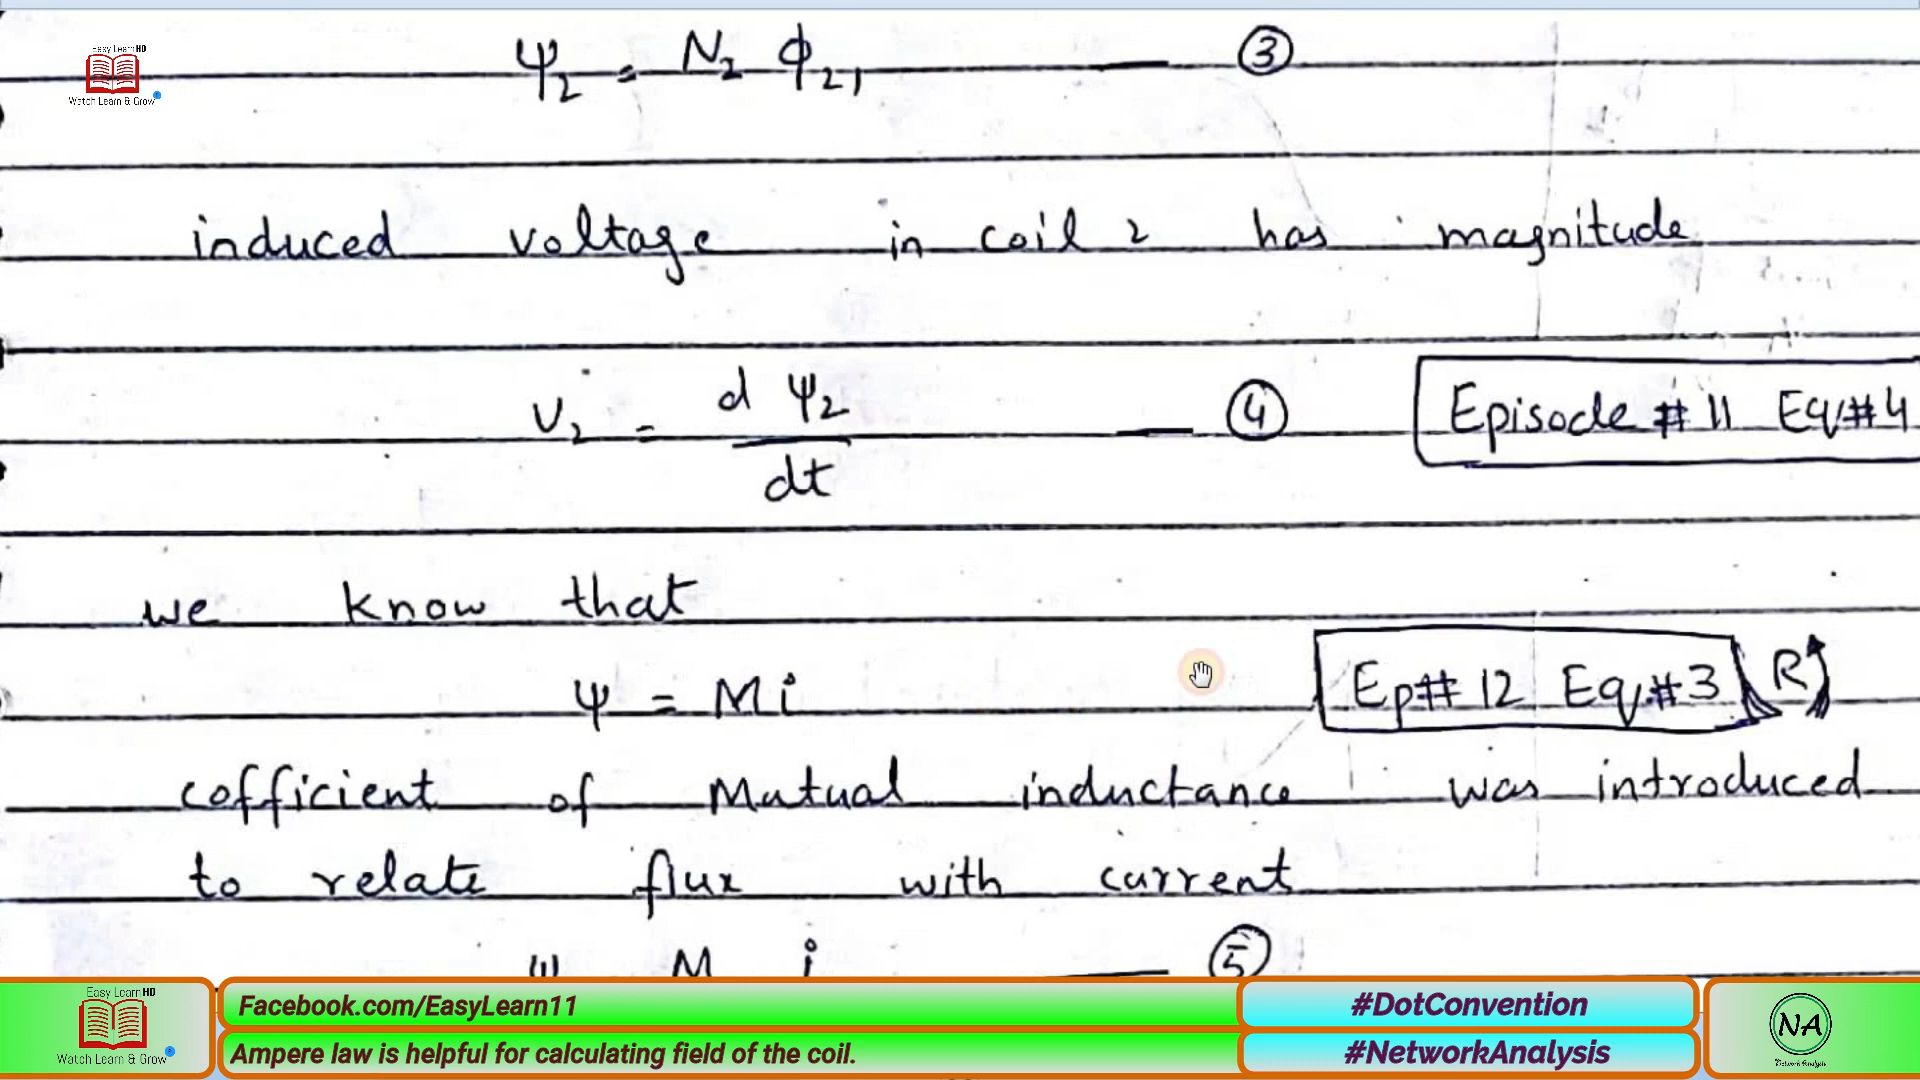 Easy Learn HD
Watch Learn & Grow
ψ₂ = N₂ Φ₂₁ — ③
induced voltage in coil 2 has magnitude
V₂ = d ψ₂ / dt — ④
Episode # 11 Eq# 4
we know that
ψ = Mi
Ep# 12 Eq.# 3
R
cofficient of Mutual inductance was introduced
to relate flux with current
ψ M i — ⑤
Easy Learn HD
Watch Learn & Grow
Facebook.com/EasyLearn11
#DotConvention
Ampere law is helpful for calculating field of the coil.
#NetworkAnalysis
NA
Network Analysis